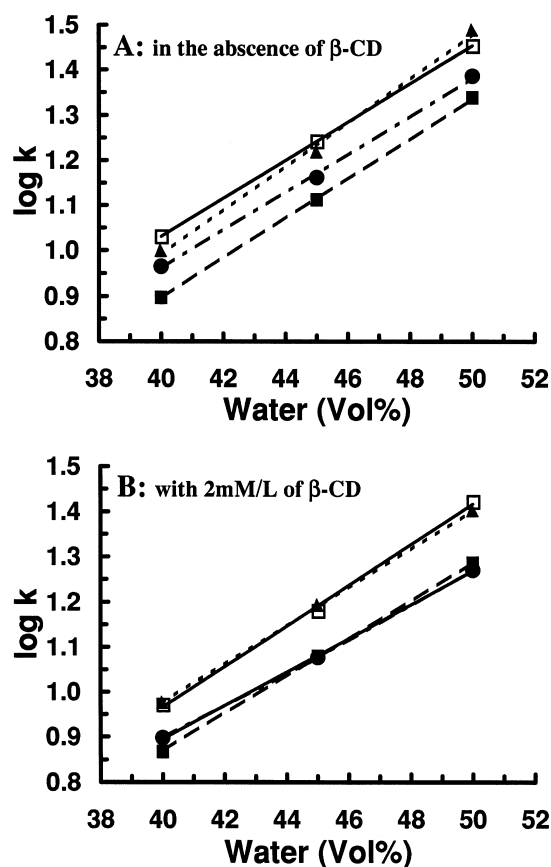 A: in the abscence of β-CD
1.5
1.4
1.3
1.2
1.1
1.0
0.9
0.8
log k
38 40 42 44 46 48 50 52
Water (Vol%)
B: with 2mM/L of β-CD
1.5
1.4
1.3
1.2
1.1
1.0
0.9
0.8
log k
38 40 42 44 46 48 50 52
Water (Vol%)